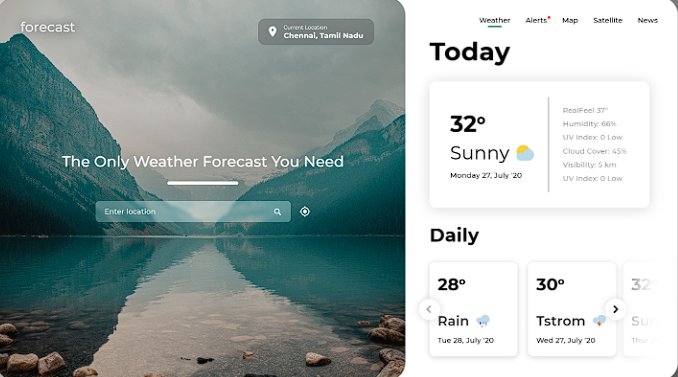 forecast
Current Location
Chennai, Tamil Nadu
The Only Weather Forecast You Need
Enter location
Weather Alerts Map Satellite News
Today
32°
Sunny
Monday 27, July '20
RealFeel 37°
Humidity: 66%
UV Index: 0 Low
Cloud Cover: 45%
Visibility: 5 km
UV Index: 0 Low
Daily
28°
Rain
Tue 28, July '20
30°
Tstrom
Wed 27, July '20
32°